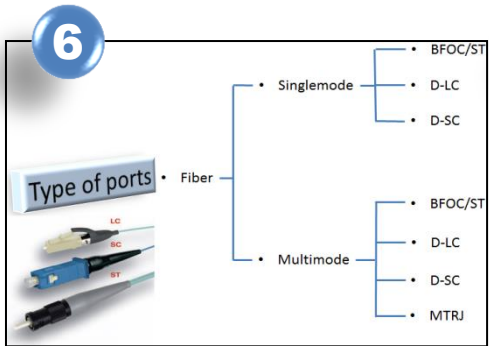 6
Type of ports
• Fiber
• Singlemode
• BFOC/ST
• D-LC
• D-SC
• Multimode
• BFOC/ST
• D-LC
• D-SC
• MTRJ
LC
SC
ST